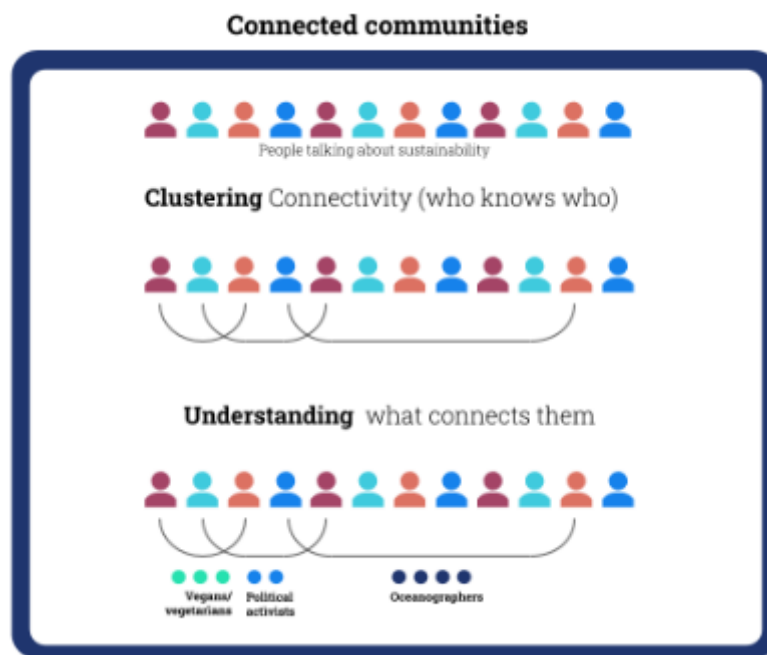 Connected communities
People talking about sustainability
Clustering Connectivity (who knows who)
Understanding what connects them
Vegans/
vegetarians
Political
activists
Oceanographers